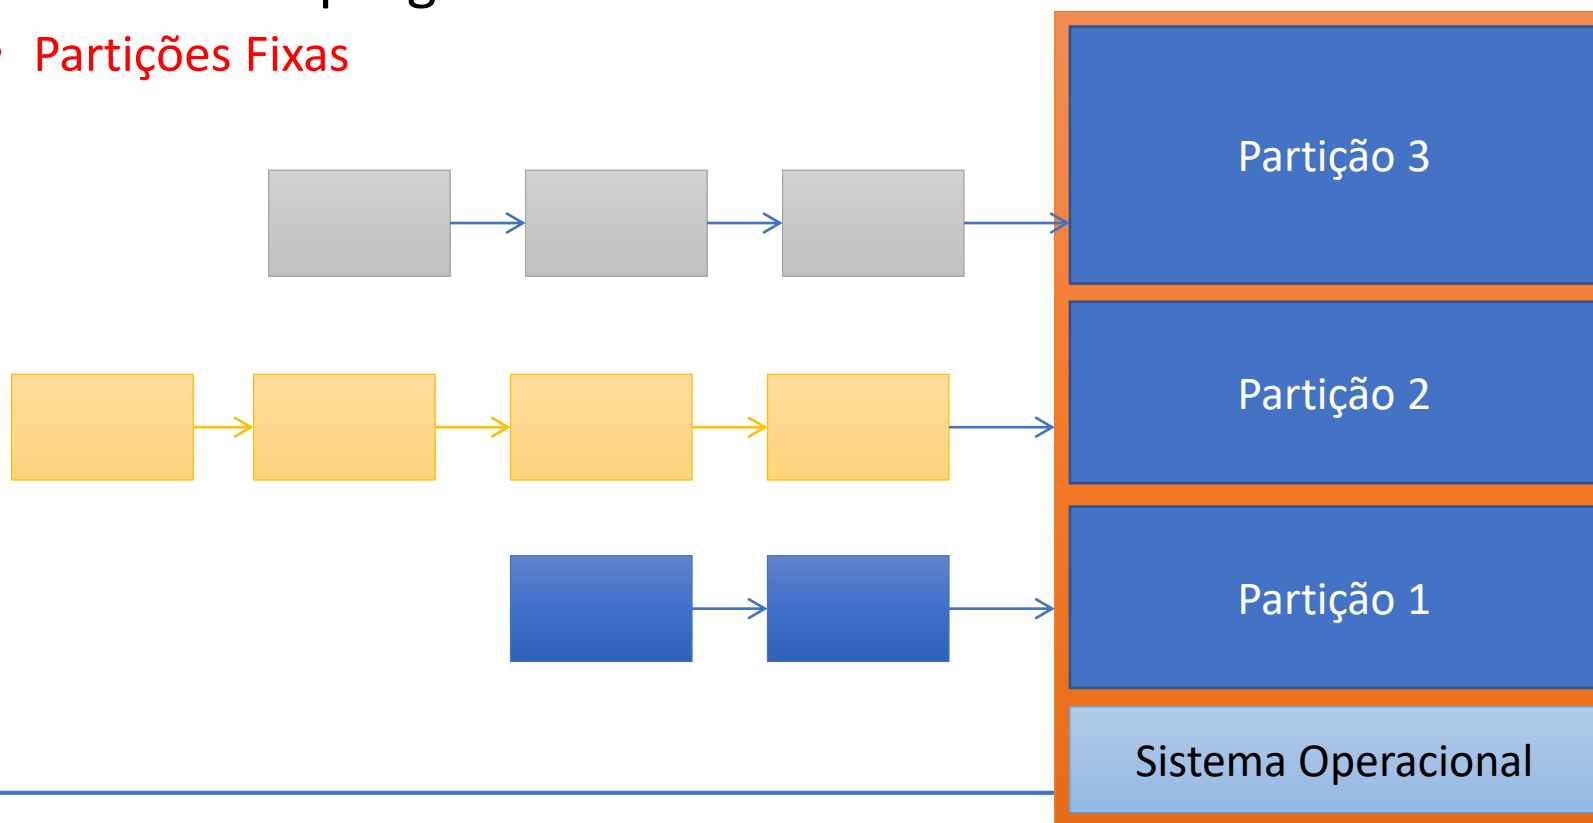 • Partições Fixas
Partição 3
Partição 2
Partição 1
Sistema Operacional